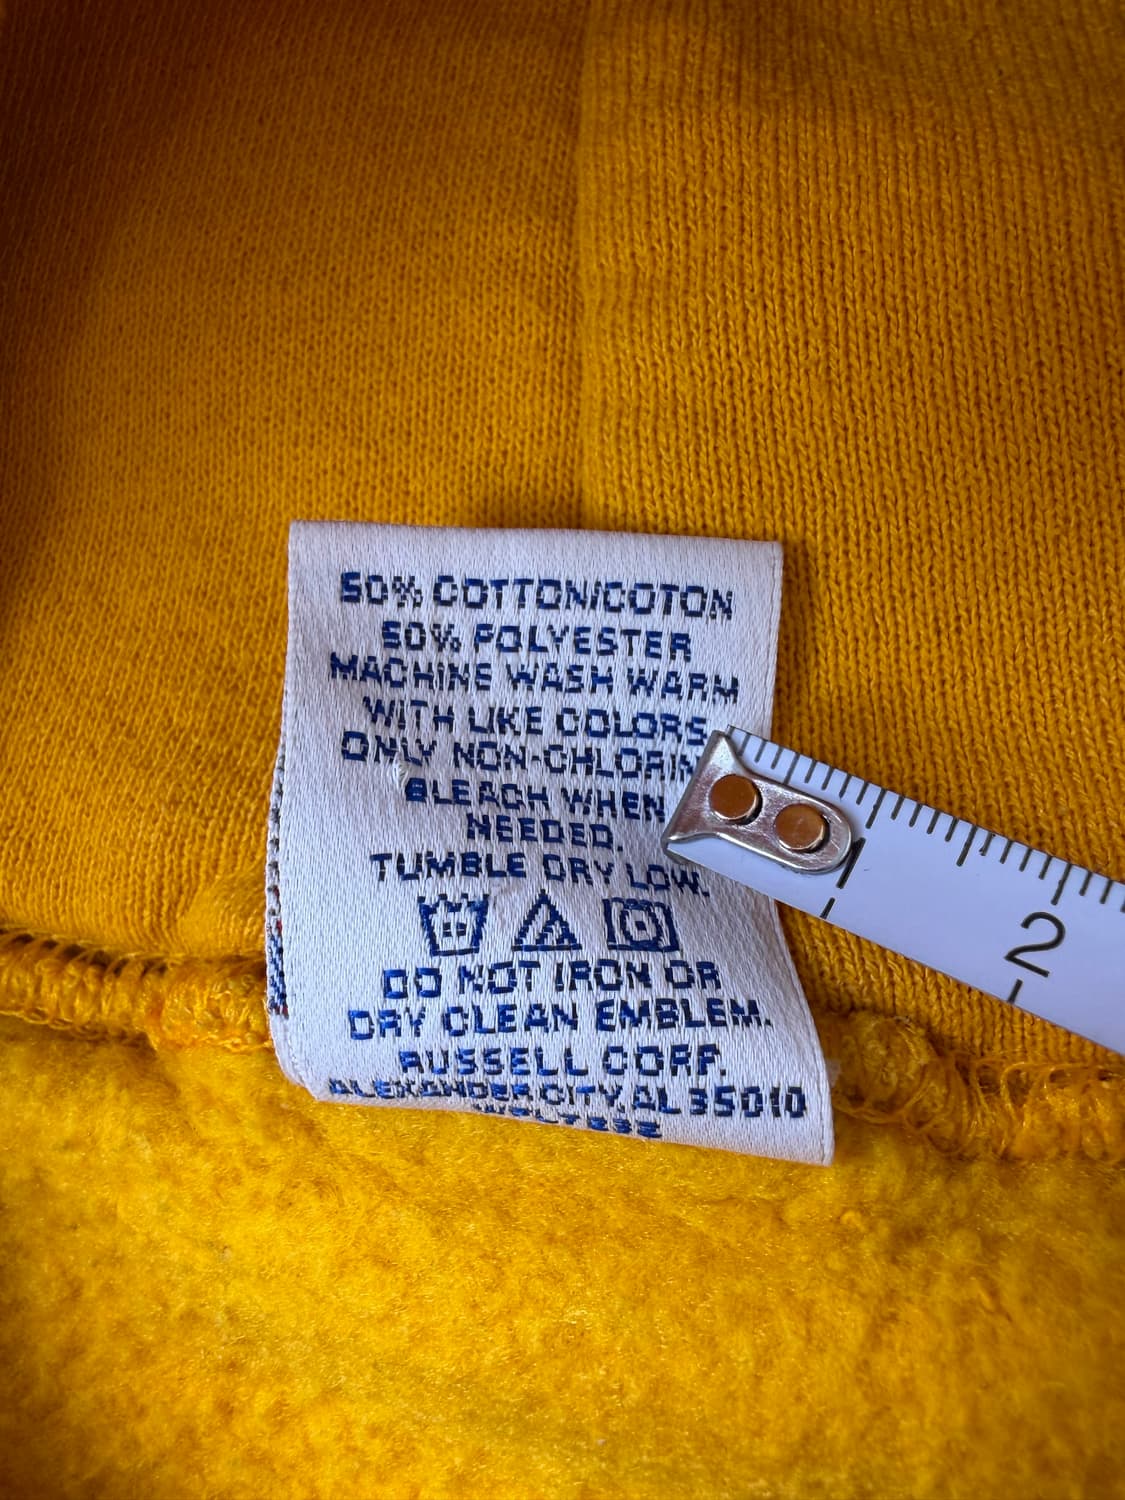 50% COTTON/COTON
50% POLYESTER
MACHINE WASH WARM
WITH LIKE COLORS
ONLY NON-CHLORIN
BLEACH WHEN
NEEDED.
TUMBLE DRY LOW.
DO NOT IRON OR
DRY CLEAN EMBLEM.
RUSSELL CORP.
ALEXANDER CITY, AL 35010
1
2